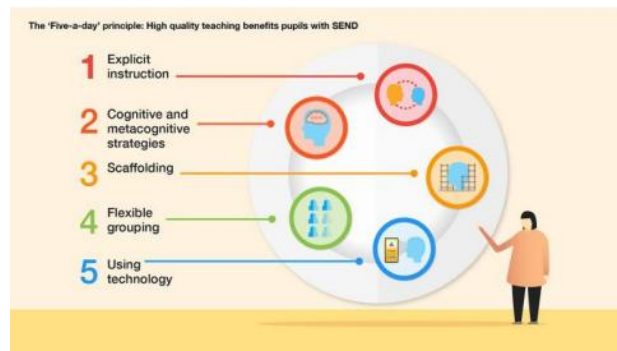 The 'Five-a-day' principle: High quality teaching benefits pupils with SEND
1 Explicit
instruction
2 Cognitive and
metacognitive
strategies
3 Scaffolding
4 Flexible
grouping
5 Using
technology